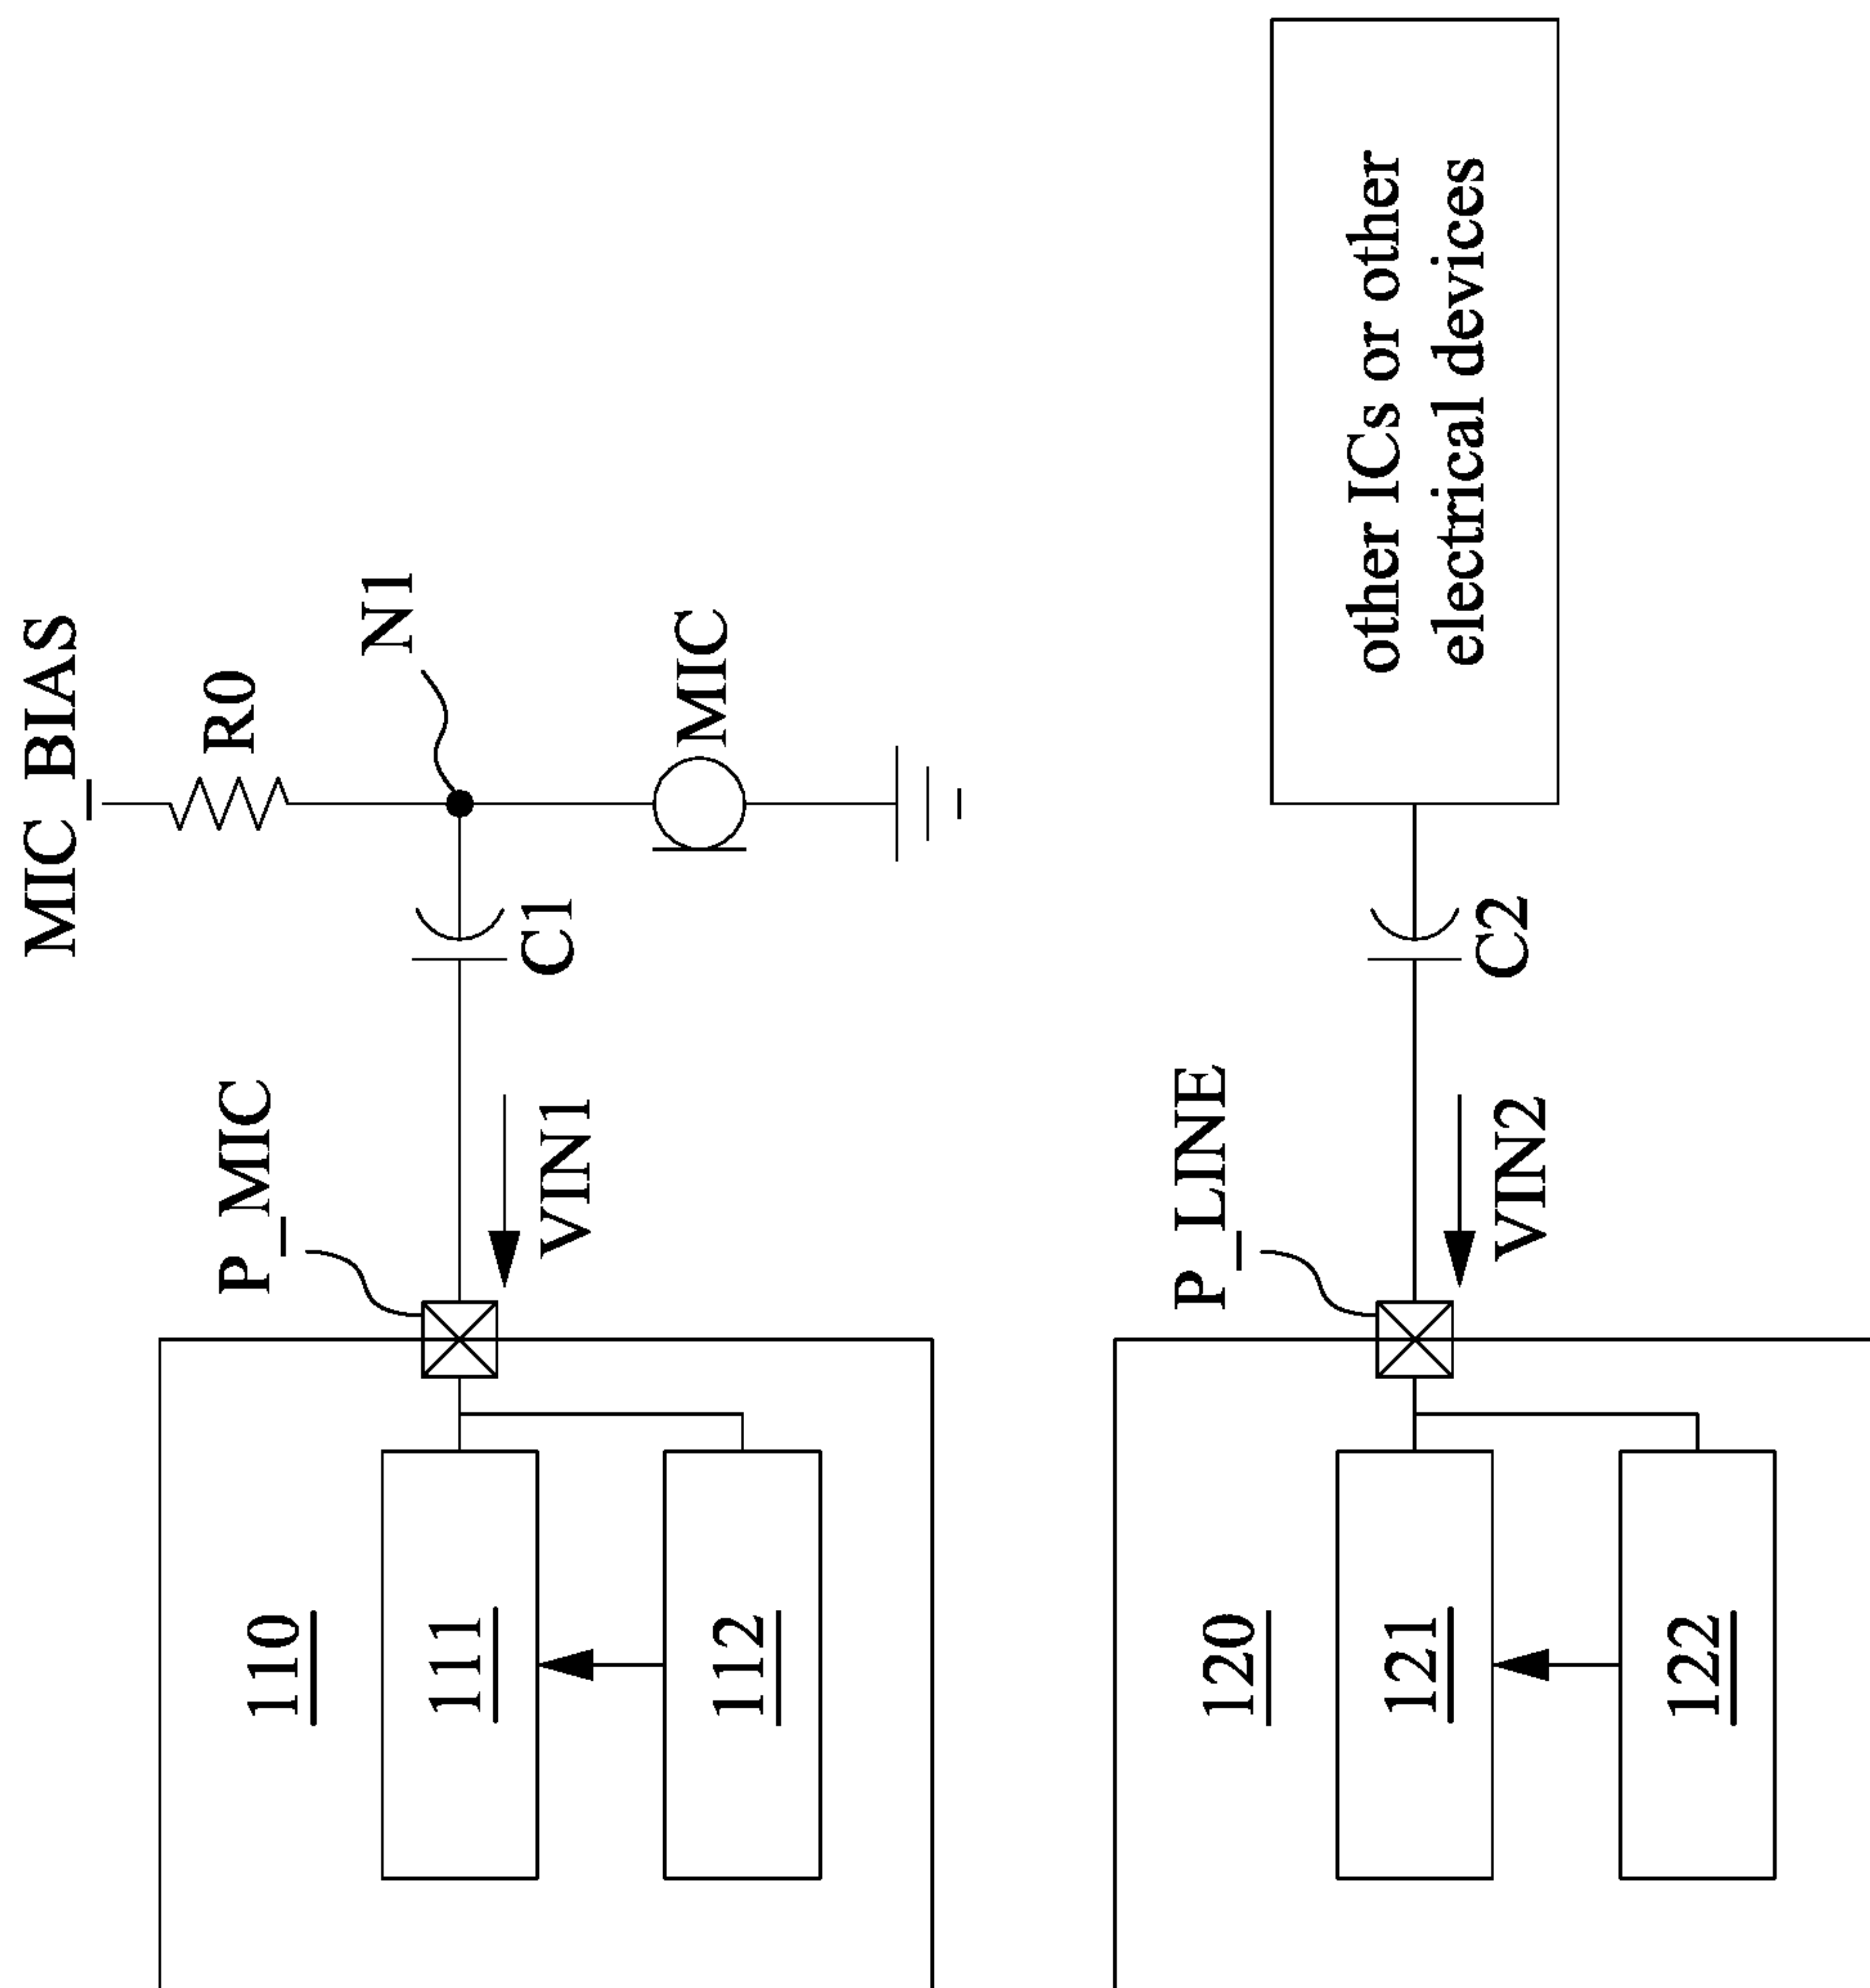 MIC_BIAS
R0
N1
MIC
C1
P_MIC
VIN1
110
111
112
other ICs or other
electrical devices
C2
P_LINE
VIN2
120
121
122